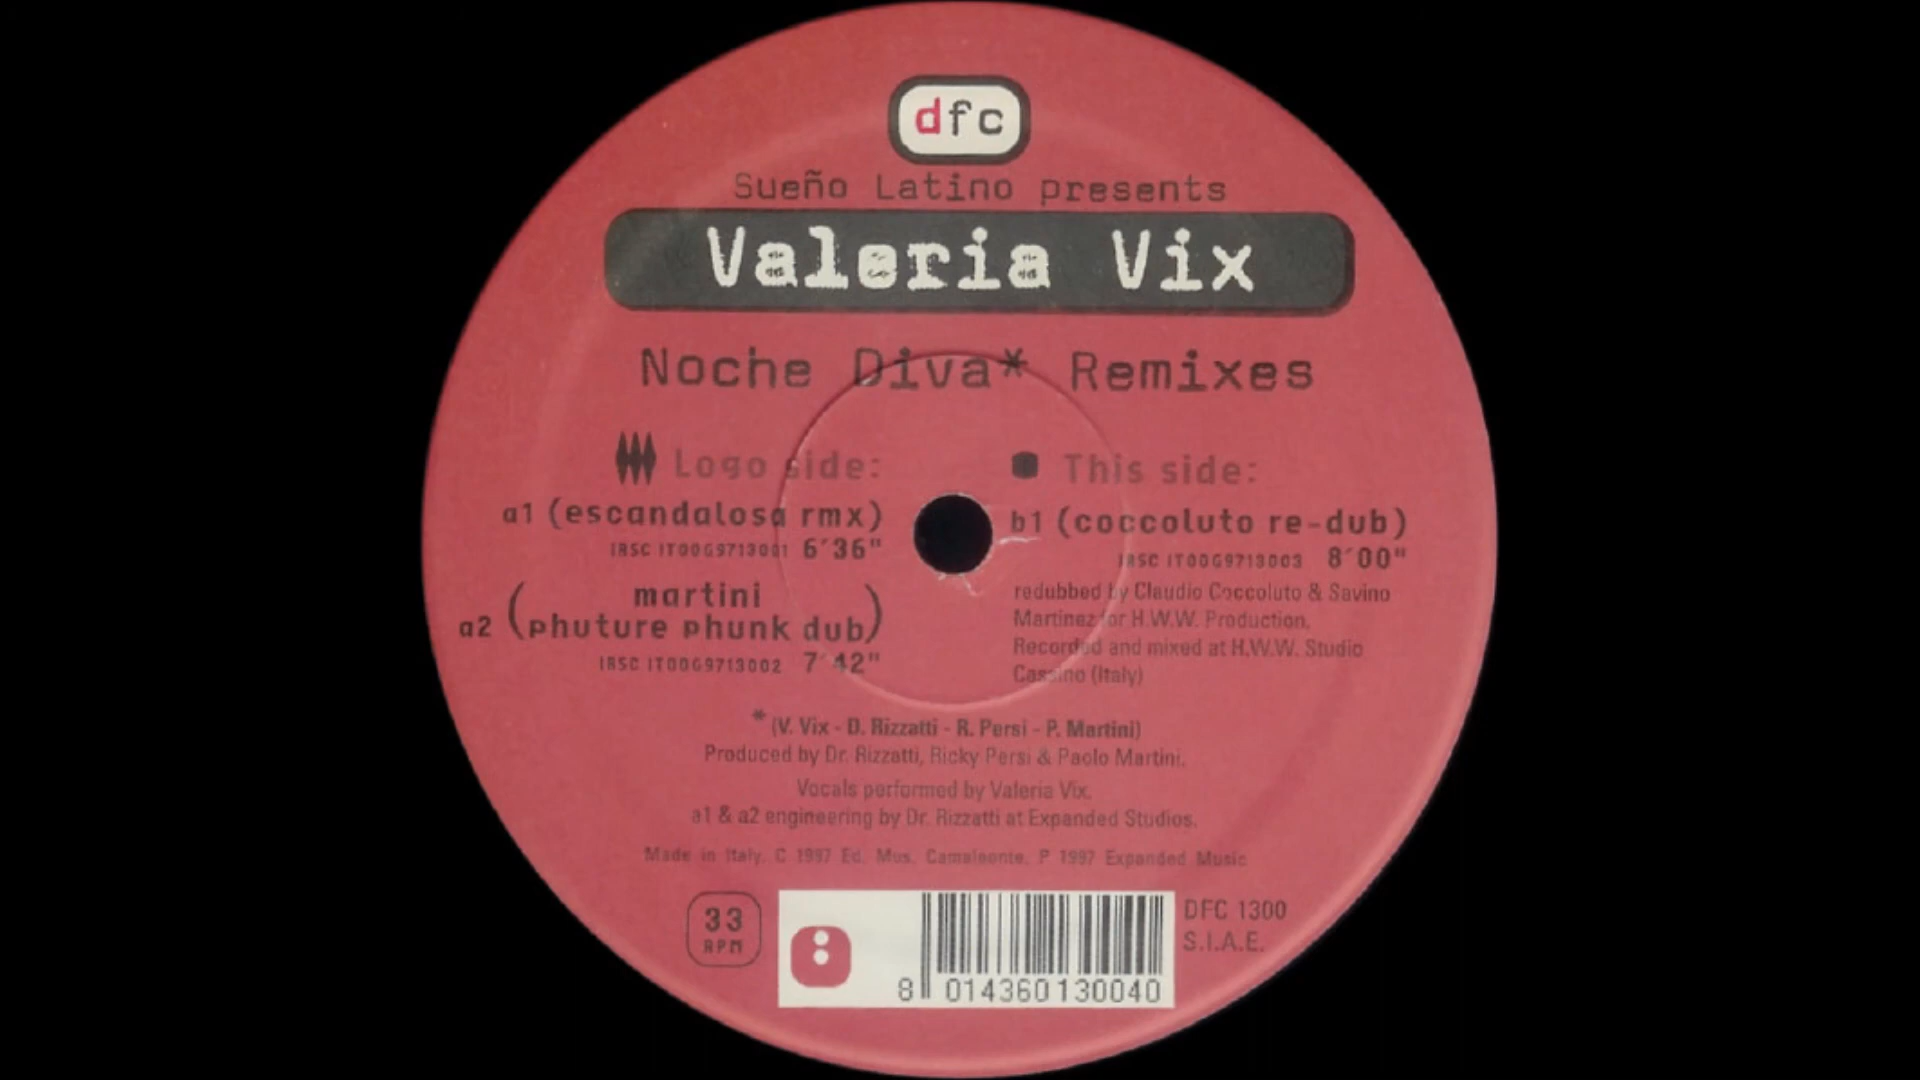 dfc
Sueño Latino presents
Valeria Vix
Noche Diva* Remixes
Logo side:
a1 (escandalosa rmx)
IRSC IT00G9713001 6'36"
martini
a2 (phuture phunk dub)
IRSC IT00G9713002 7'42"
This side:
b1 (coccoluto re-dub)
IRSC IT00G9713003 8'00"
redubbed by Claudio Coccoluto & Savino
Martinez for H.W.W. Production.
Recorded and mixed at H.W.W. Studio
Cassino (Italy)
* (V. Vix - D. Rizzatti - R. Persi - P. Martini)
Produced by Dr. Rizzatti, Ricky Persi & Paolo Martini.
Vocals performed by Valeria Vix.
a1 & a2 engineering by Dr. Rizzatti at Expanded Studios.
Made in Italy. C 1997 Ed. Mus. Camaleonte. P 1997 Expanded Music
33
RPM
8 014360 130040
DFC 1300
S.I.A.E.